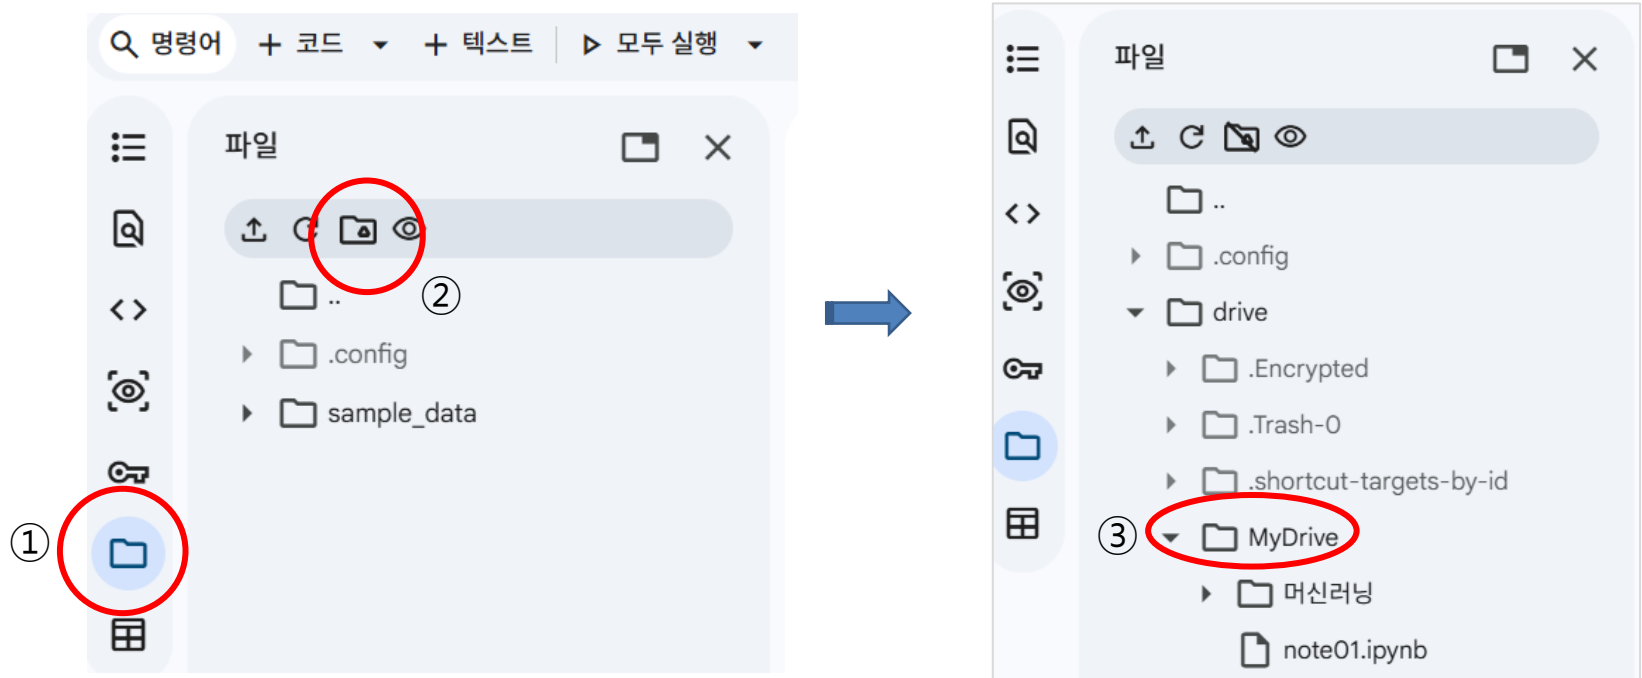 명령어 + 코드 + 텍스트 모두 실행
파일
②
..
.config
sample_data
①
파일
..
.config
drive
.Encrypted
.Trash-0
.shortcut-targets-by-id
③ MyDrive
머신러닝
note01.ipynb